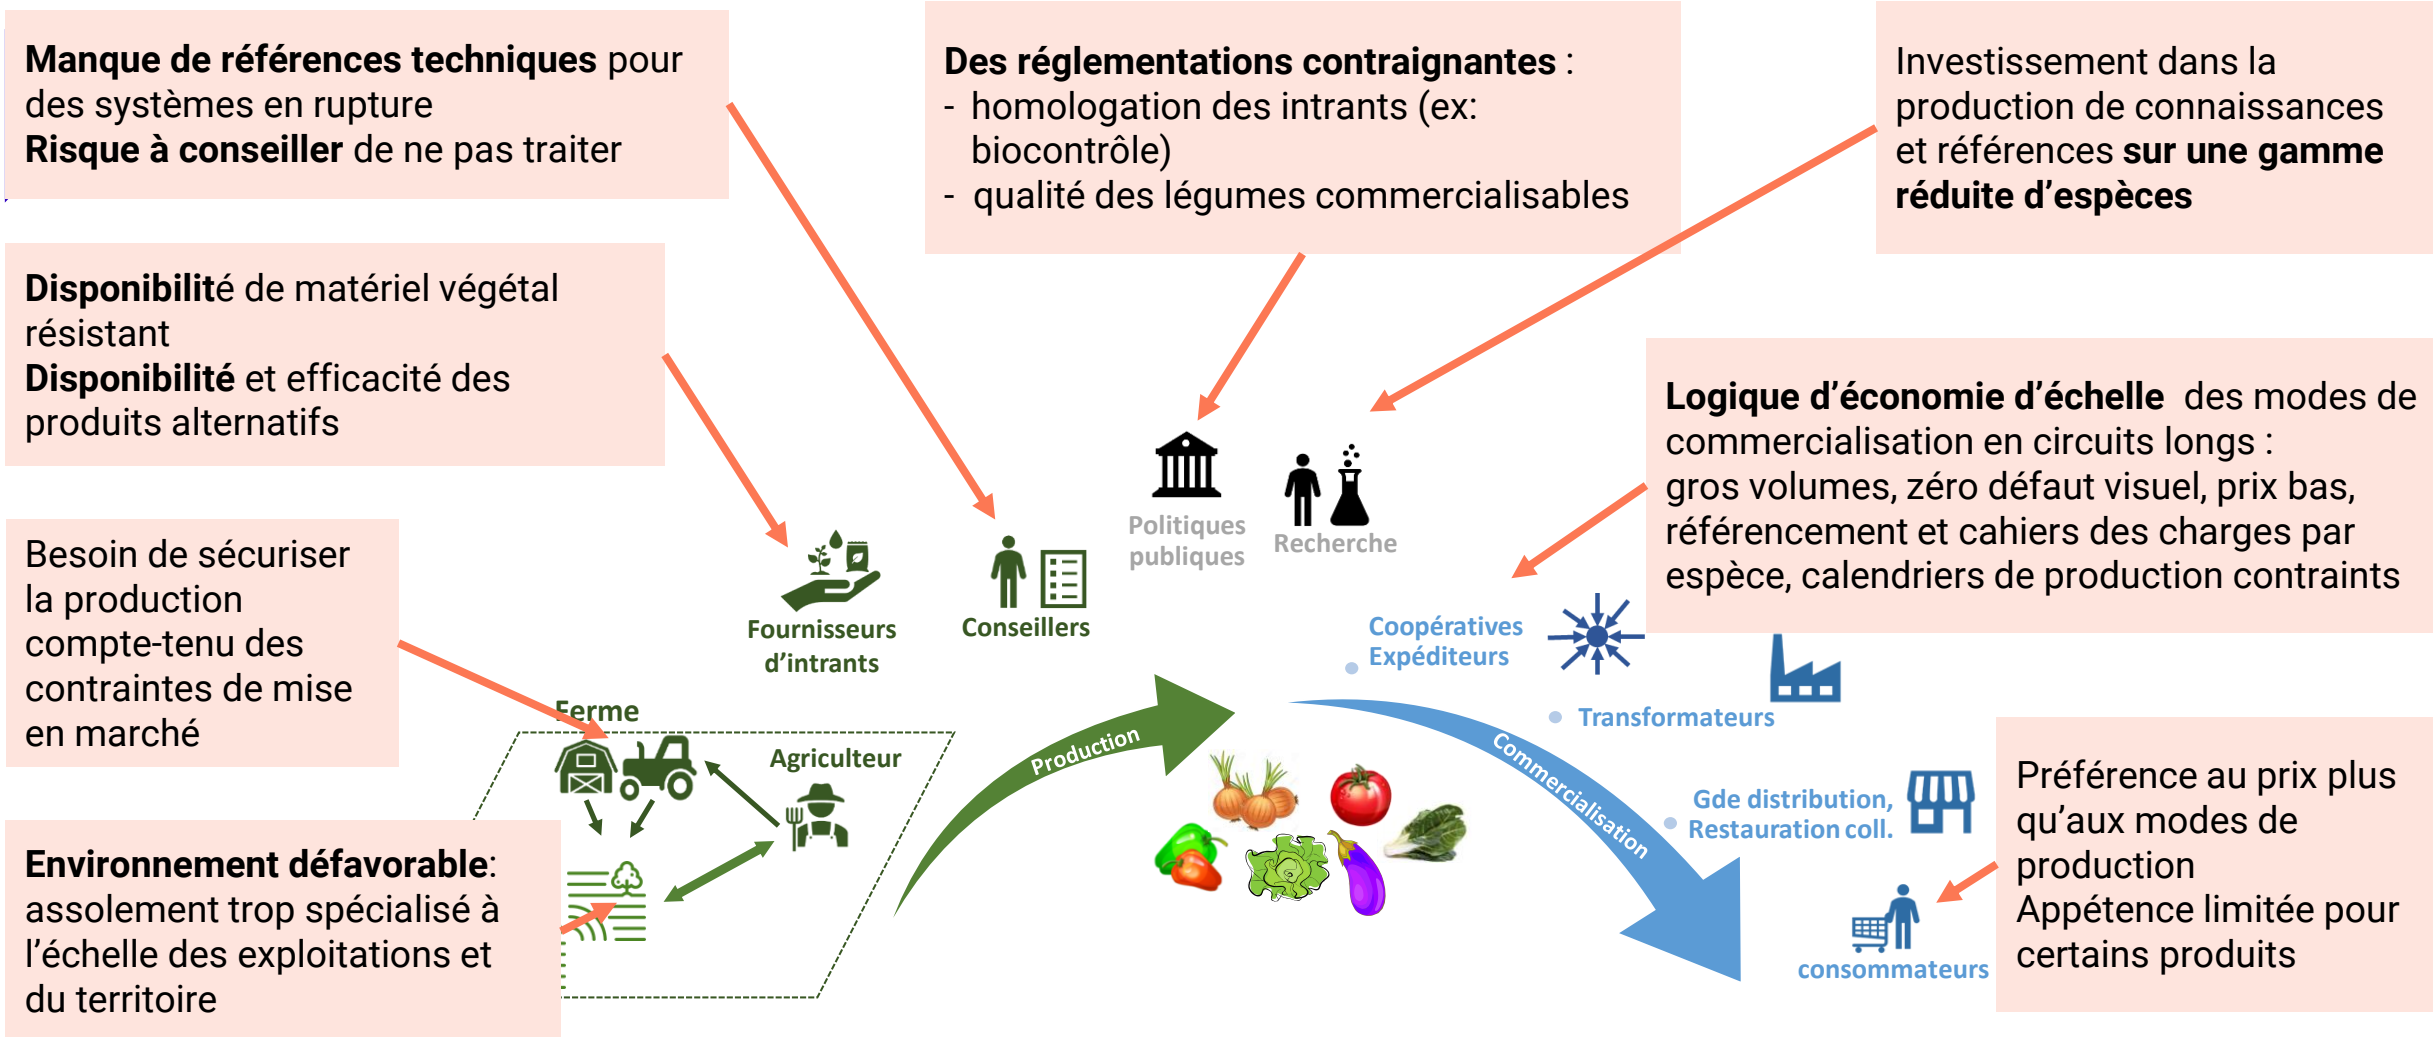 Manque de références techniques pour
des systèmes en rupture
Risque à conseiller de ne pas traiter
Des réglementations contraignantes :
- homologation des intrants (ex:
biocontrôle)
- qualité des légumes commercialisables
Investissement dans la
production de connaissances
et références sur une gamme
réduite d’espèces
Disponibilité de matériel végétal
résistant
Disponibilité et efficacité des
produits alternatifs
Logique d’économie d’échelle des modes de
commercialisation en circuits longs :
gros volumes, zéro défaut visuel, prix bas,
référencement et cahiers des charges par
espèce, calendriers de production contraints
Besoin de sécuriser
la production
compte-tenu des
contraintes de mise
en marché
Politiques
publiques
Recherche
Fournisseurs
d’intrants
Conseillers
Coopératives
Expéditeurs
Transformateurs
Ferme
Agriculteur
Production
Commercialisation
Gde distribution,
Restauration coll.
consommateurs
Préférence au prix plus
qu’aux modes de
production
Appétence limitée pour
certains produits
Environnement défavorable:
assolement trop spécialisé à
l’échelle des exploitations et
du territoire